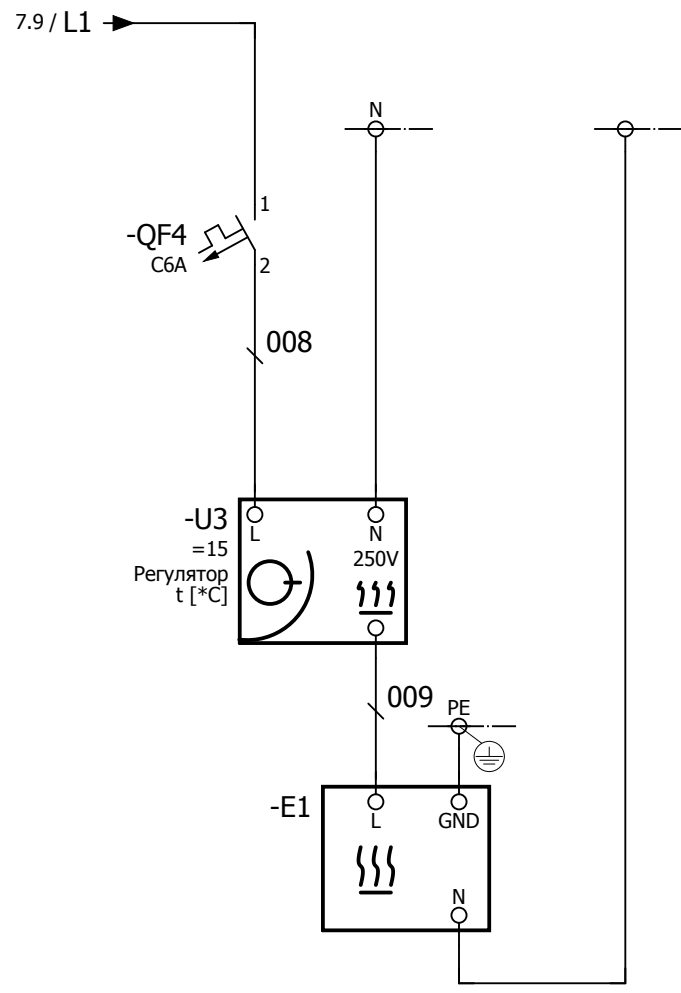 7.9 / L1
N
1
-QF4
C6A
2
008
-U3
L
N
=15
250V
Регулятор
t [*C]
009
PE
-E1
L
GND
N